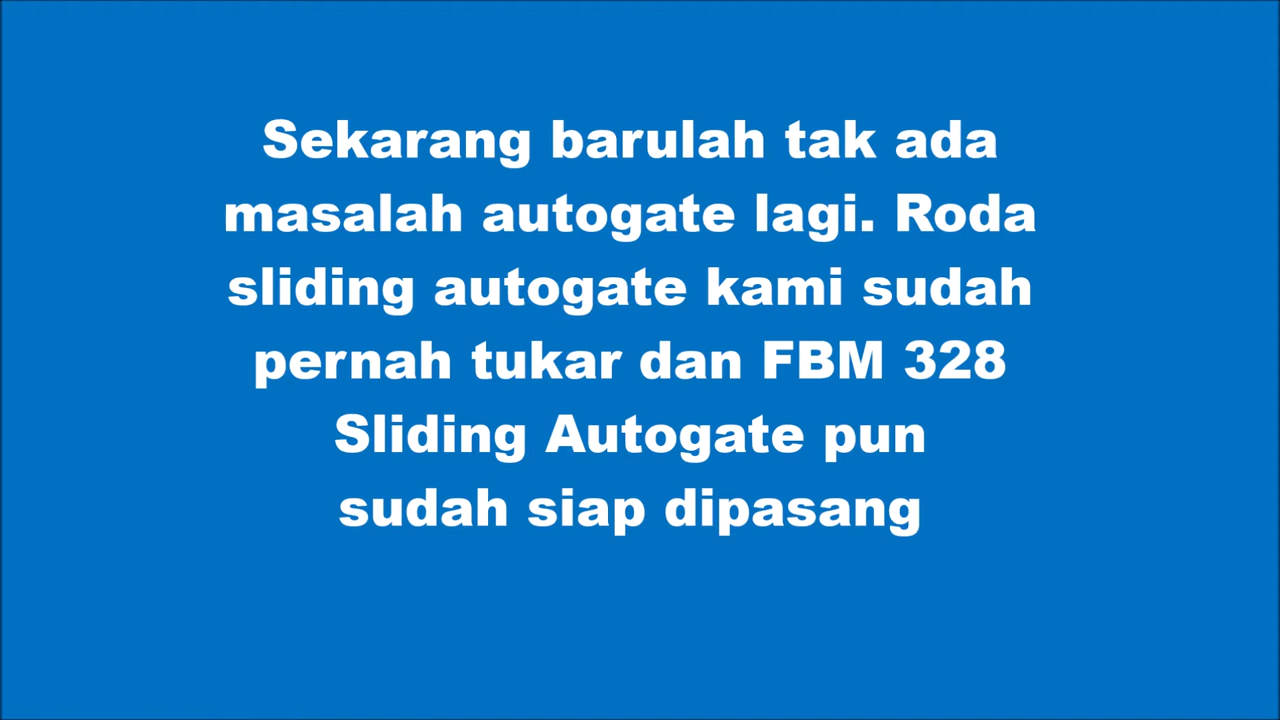 Sekarang barulah tak ada
masalah autogate lagi. Roda
sliding autogate kami sudah
pernah tukar dan FBM 328
Sliding Autogate pun
sudah siap dipasang